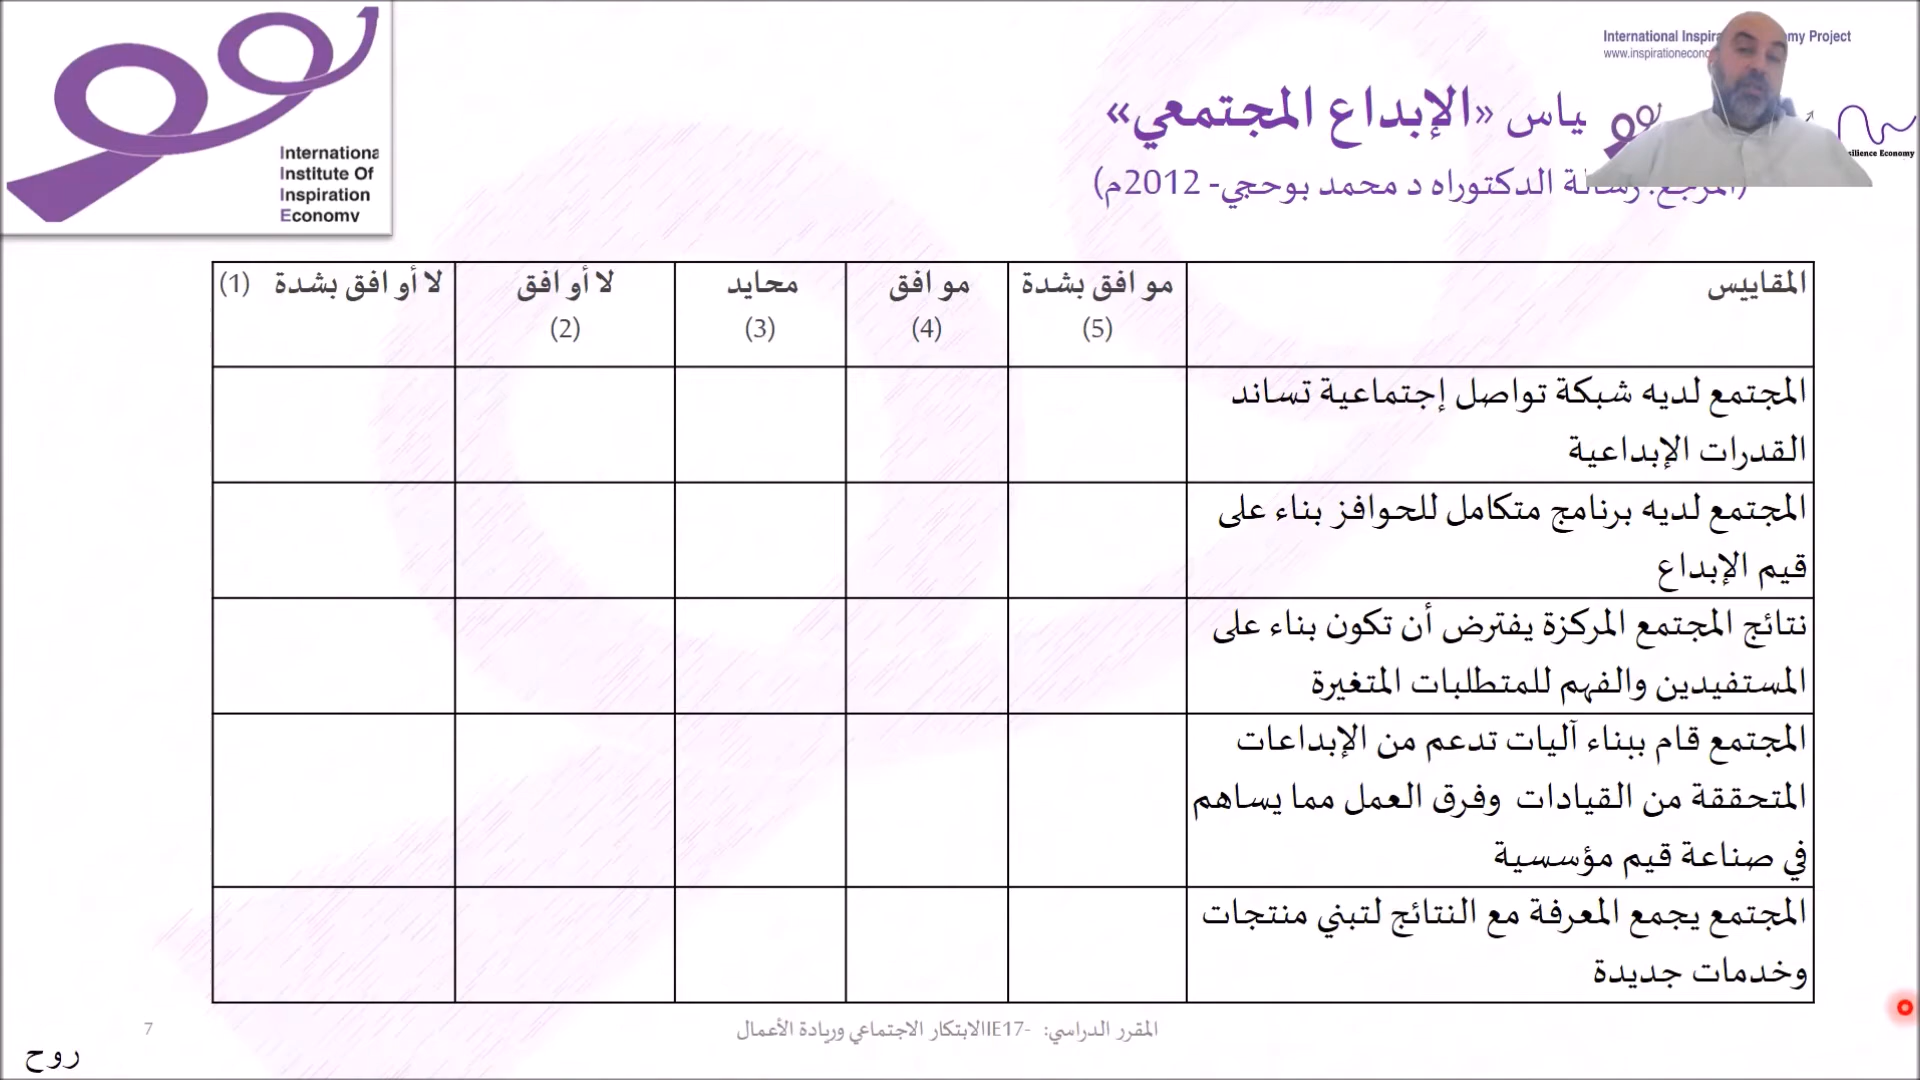 Internationa
Institute Of
Inspiration
Economy
International Inspira my Project
www.inspirationecono
silience Economy
ياس «الإبداع المجتمعي»
(المرجع: رسالة الدكتوراه د محمد بوحجي- 2012م)
المقاييس
موافق بشدة
(5)
موافق
(4)
محايد
(3)
لا أوافق
(2)
لا أوافق بشدة (1)
المجتمع لديه شبكة تواصل إجتماعية تساند
القدرات الإبداعية
المجتمع لديه برنامج متكامل للحوافز بناء على
قيم الإبداع
نتائج المجتمع المركزة يفترض أن تكون بناء على
المستفيدين والفهم للمتطلبات المتغيرة
المجتمع قام ببناء آليات تدعم من الإبداعات
المتحققة من القيادات وفرق العمل مما يساهم
في صناعة قيم مؤسسية
المجتمع يجمع المعرفة مع النتائج لتبني منتجات
وخدمات جديدة
المقرر الدراسي: -IE17الابتكار الاجتماعي وريادة الأعمال
7
روح